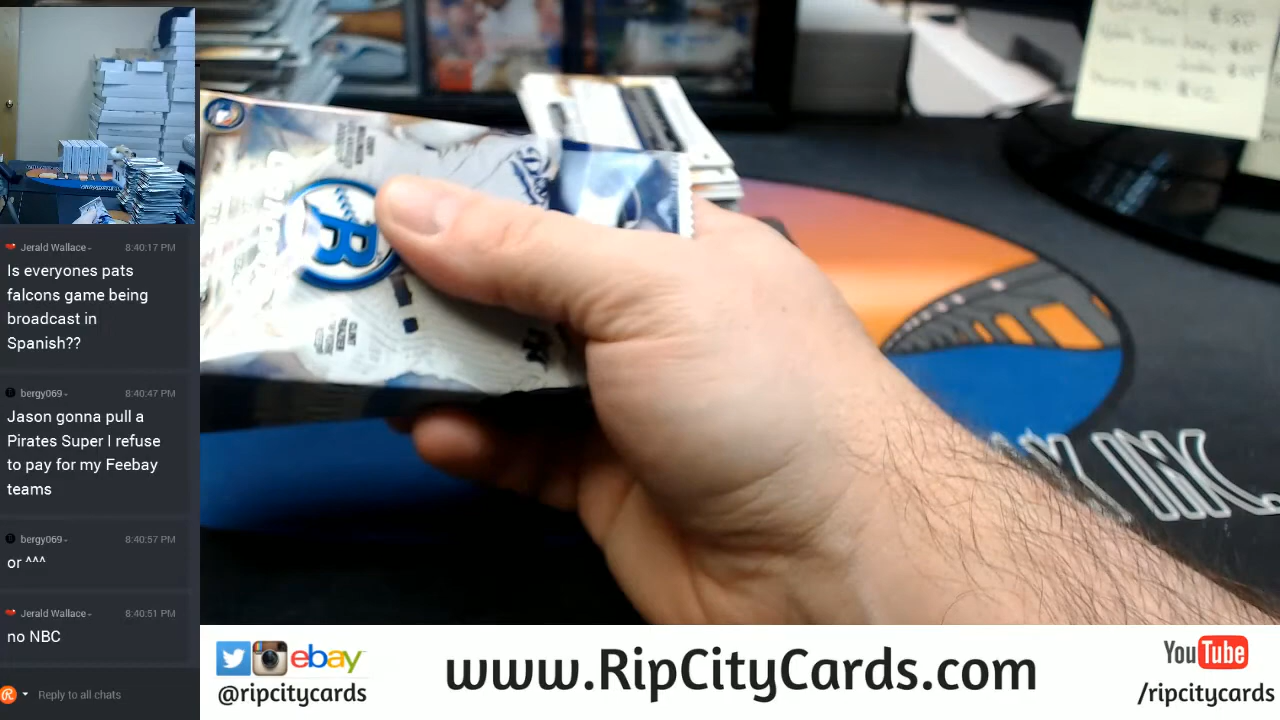 Jerald Wallace- 8:40:17 PM
Is everyones pats
falcons game being
broadcast in
Spanish??
bergy069- 8:40:47 PM
Jason gonna pull a
Pirates Super I refuse
to pay for my Feebay
teams
bergy069- 8:40:57 PM
or ^^^
Jerald Wallace- 8:40:51 PM
no NBC
Reply to all chats
B
INC.
ebay
@ripcitycards
www.RipCityCards.com
YouTube
/ripcitycards